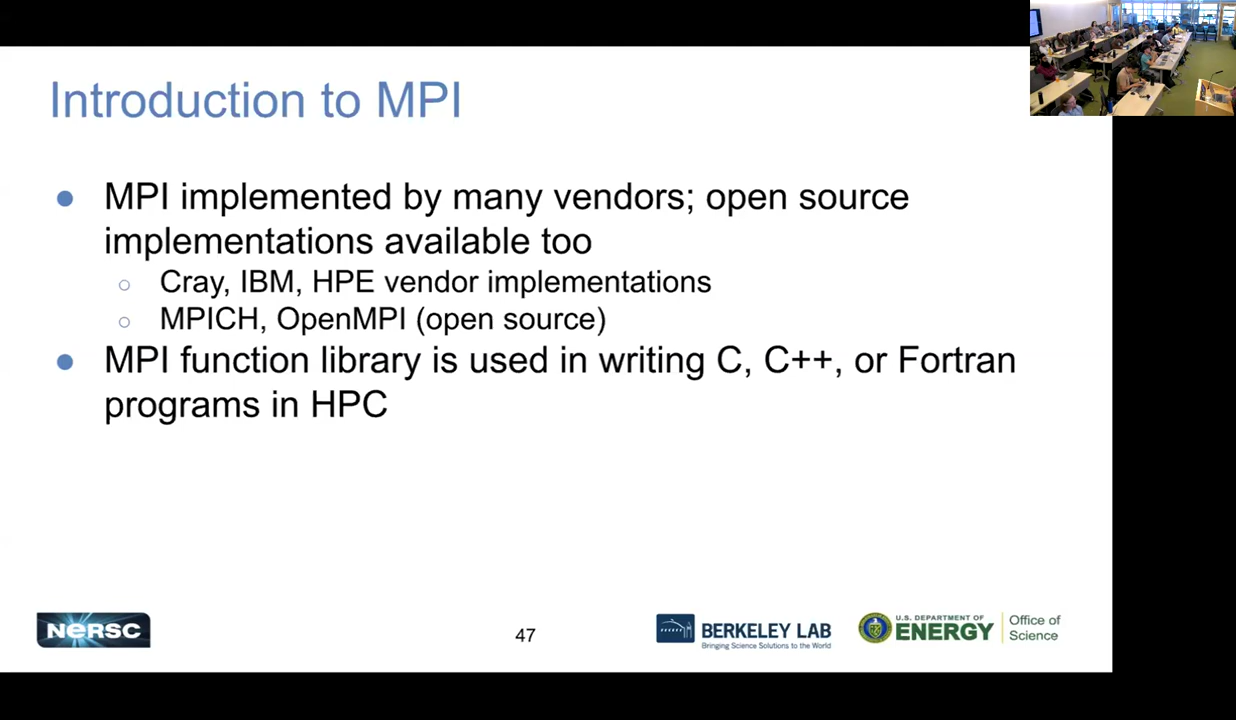 Introduction to MPI
● MPI implemented by many vendors; open source
implementations available too
○ Cray, IBM, HPE vendor implementations
○ MPICH, OpenMPI (open source)
● MPI function library is used in writing C, C++, or Fortran
programs in HPC
NERSC
47
BERKELEY LAB
Bringing Science Solutions to the World
U.S. DEPARTMENT OF
ENERGY
Office of
Science